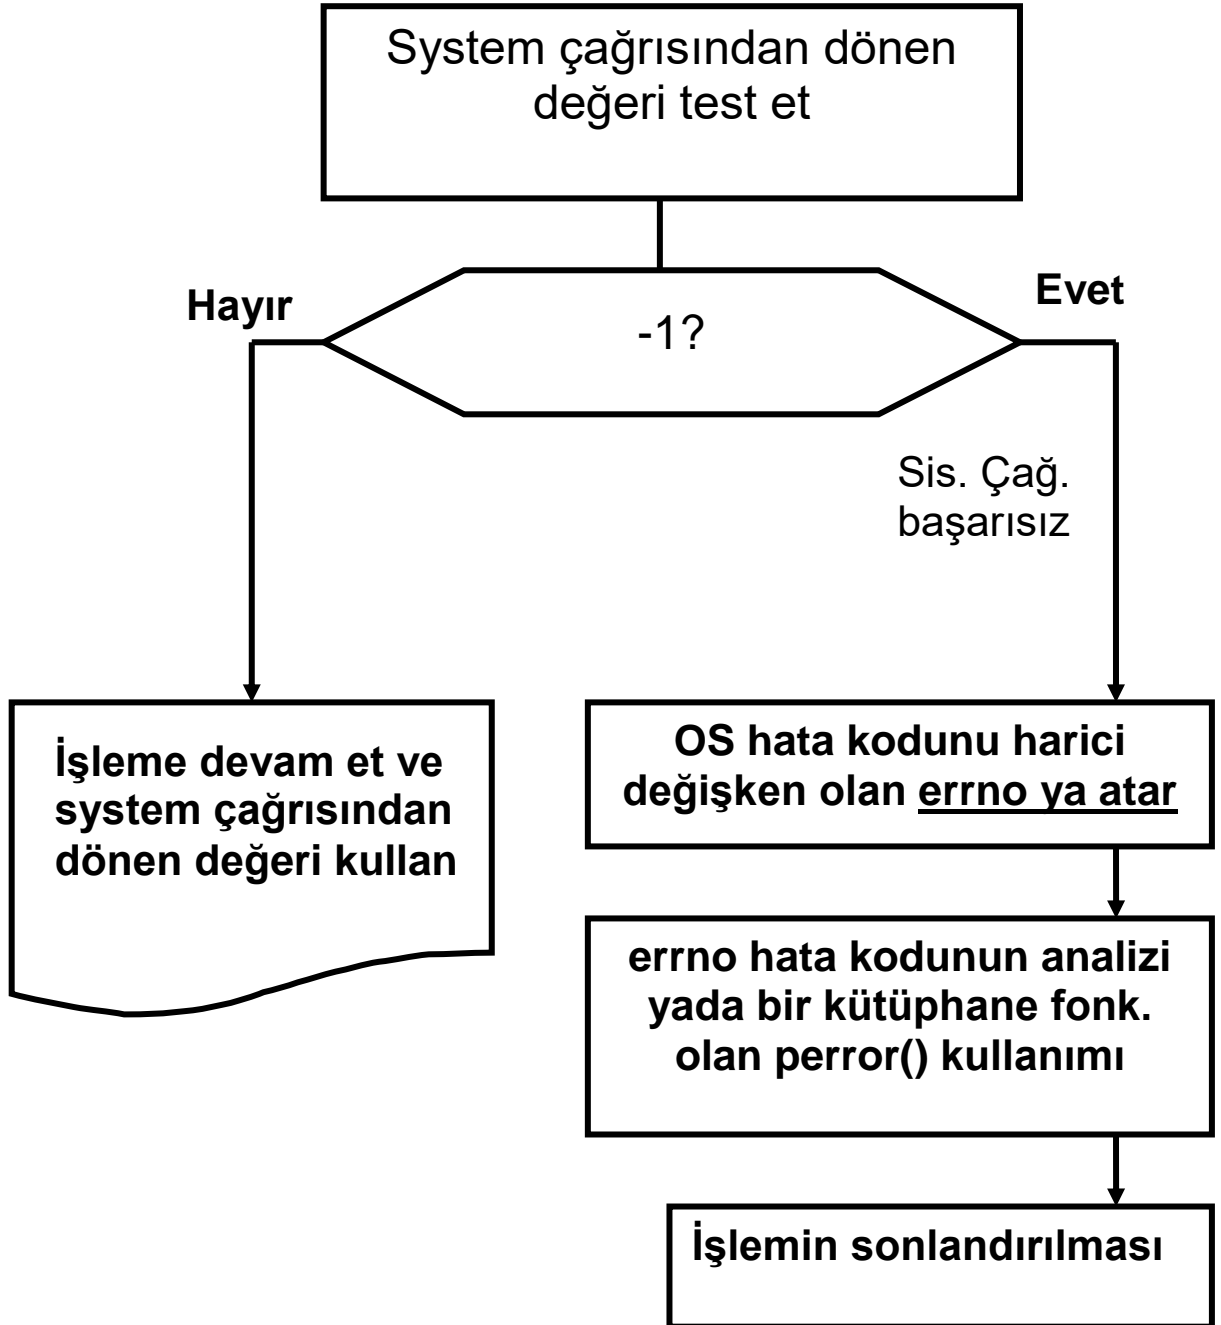 System çağrısından dönen
değeri test et
Hayır
Evet
-1?
Sis. Çağ.
başarısız
İşleme devam et ve
system çağrısından
dönen değeri kullan
OS hata kodunu harici
değişken olan errno ya atar
errno hata kodunun analizi
yada bir kütüphane fonk.
olan perror() kullanımı
İşlemin sonlandırılması